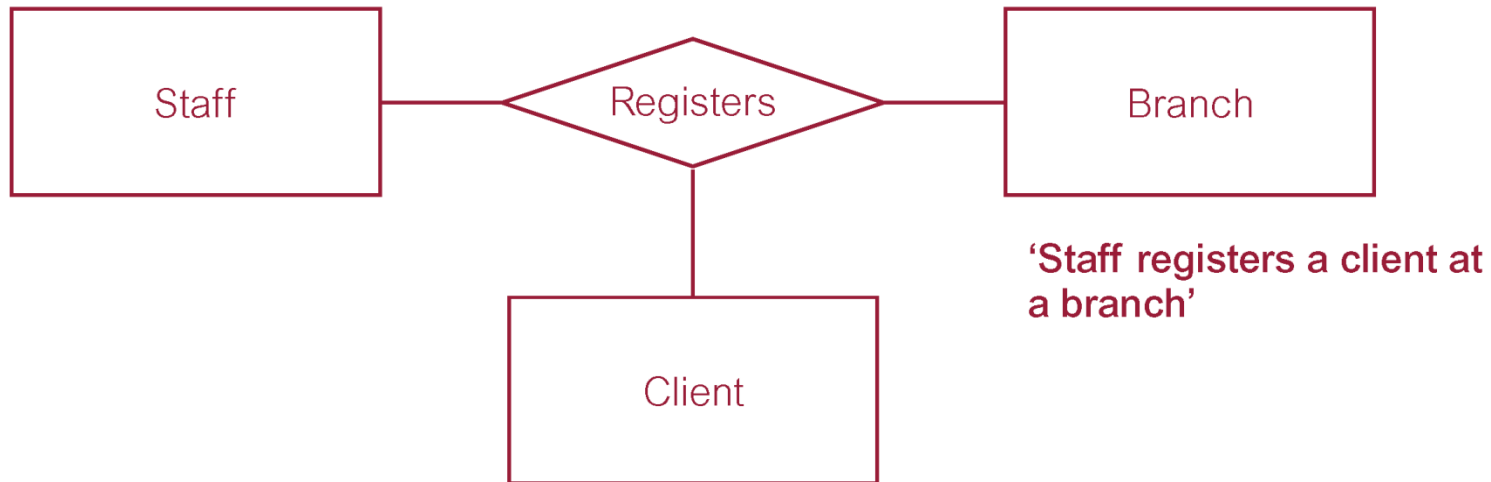 Staff
Registers
Branch
‘Staff registers a client at
a branch’
Client